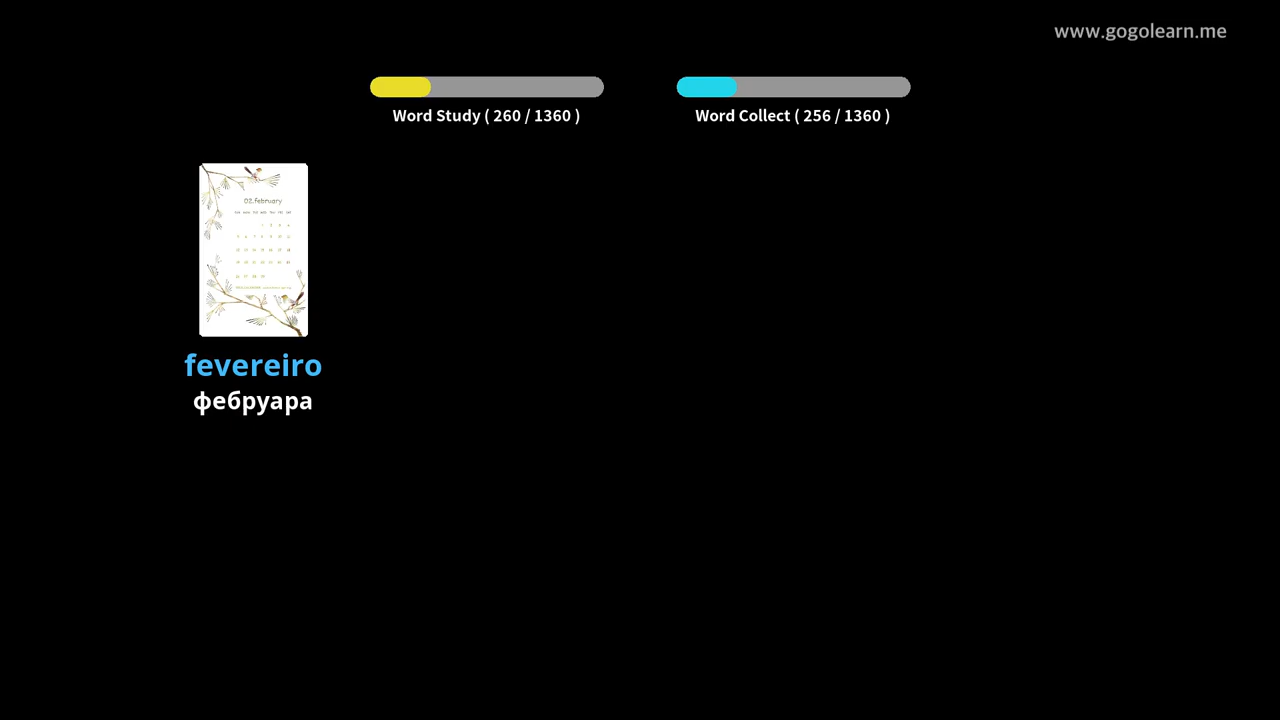 www.gogolearn.me
Word Study ( 260 / 1360 )
Word Collect ( 256 / 1360 )
02.february
fevereiro
фебруара